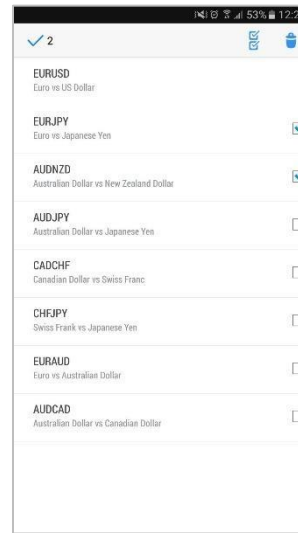 53% 12:2
2
EURUSD
Euro vs US Dollar
EURJPY
Euro vs Japanese Yen
AUDNZD
Australian Dollar vs New Zealand Dollar
AUDJPY
Australian Dollar vs Japanese Yen
CADCHF
Canadian Dollar vs Swiss Franc
CHFJPY
Swiss Frank vs Japanese Yen
EURAUD
Euro vs Australian Dollar
AUDCAD
Australian Dollar vs Canadian Dollar